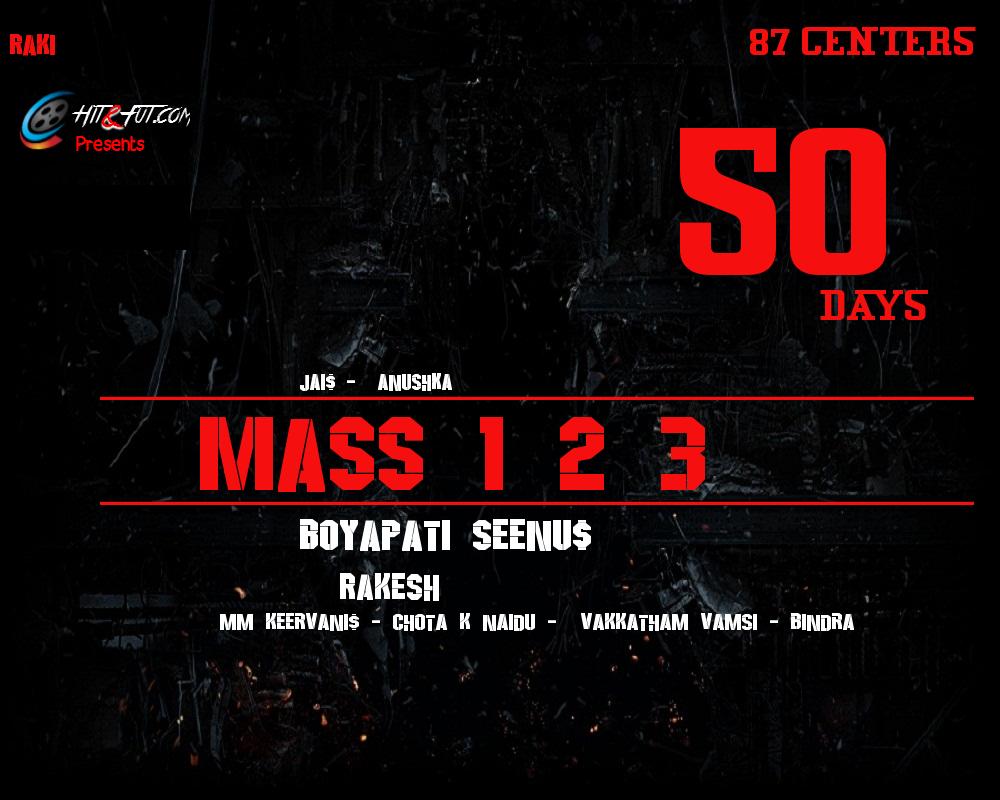 RAKI
87 CENTERS
HIT&FUT.COM
Presents
50
DAYS
JAI$ - ANUSHKA
MASS 1 2 3
BOYAPATI SEENU$
RAKESH
MM KEERVANI$ - CHOTA K NAIDU - VAKKATHAM VAMSI - BINDRA